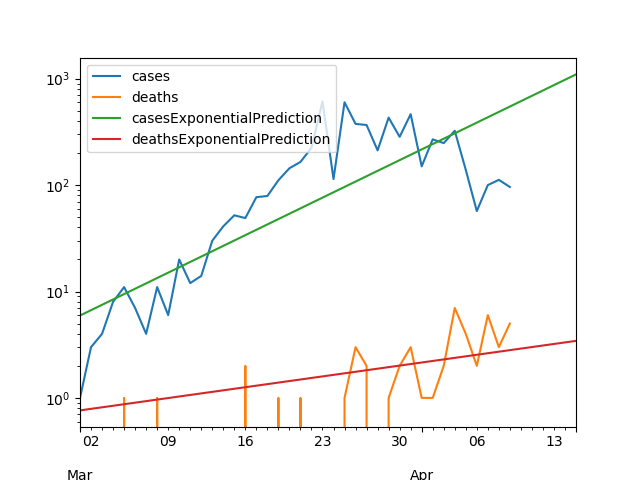 cases
deaths
casesExponentialPrediction
deathsExponentialPrediction
10³
10²
10¹
10⁰
02 09 16 23 30 06 13
Mar Apr